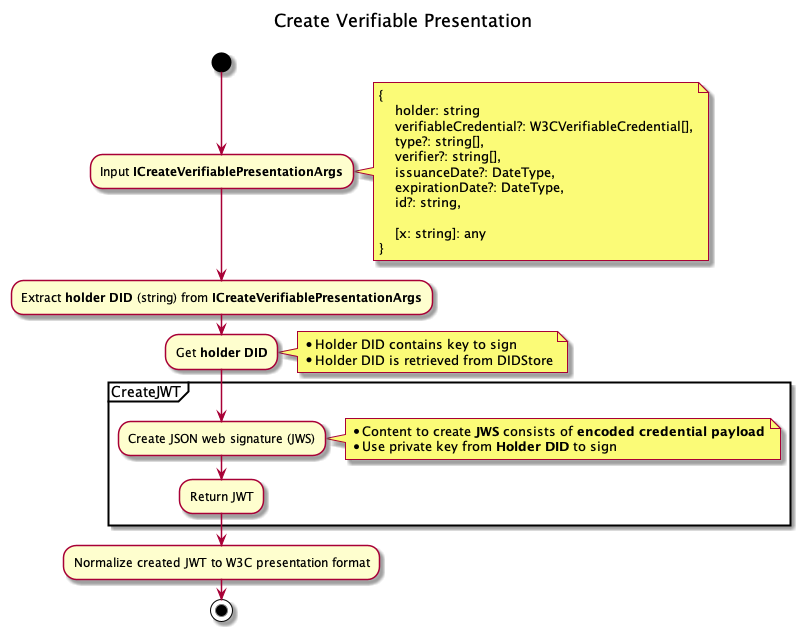 Create Verifiable Presentation
{
holder: string
verifiableCredential?: W3CVerifiableCredential[],
type?: string[],
verifier?: string[],
issuanceDate?: DateType,
expirationDate?: DateType,
id?: string,
[x: string]: any
}
Input ICreateVerifiablePresentationArgs
Extract holder DID (string) from ICreateVerifiablePresentationArgs
Get holder DID
• Holder DID contains key to sign
• Holder DID is retrieved from DIDStore
CreateJWT
Create JSON web signature (JWS)
• Content to create JWS consists of encoded credential payload
• Use private key from Holder DID to sign
Return JWT
Normalize created JWT to W3C presentation format